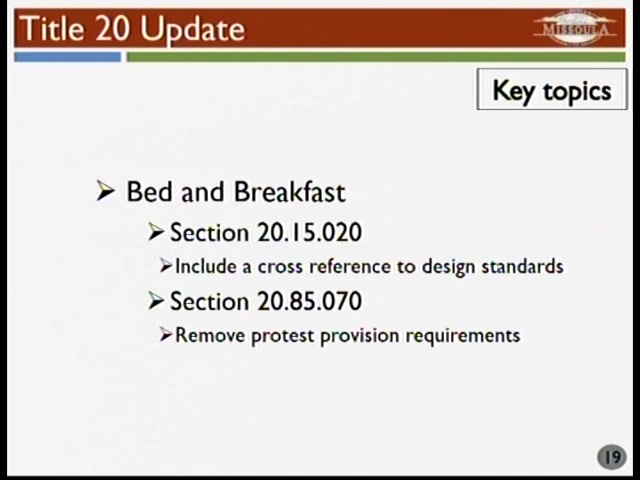 Title 20 Update
MISSOULA
Key topics
Bed and Breakfast
Section 20.15.020
Include a cross reference to design standards
Section 20.85.070
Remove protest provision requirements
19